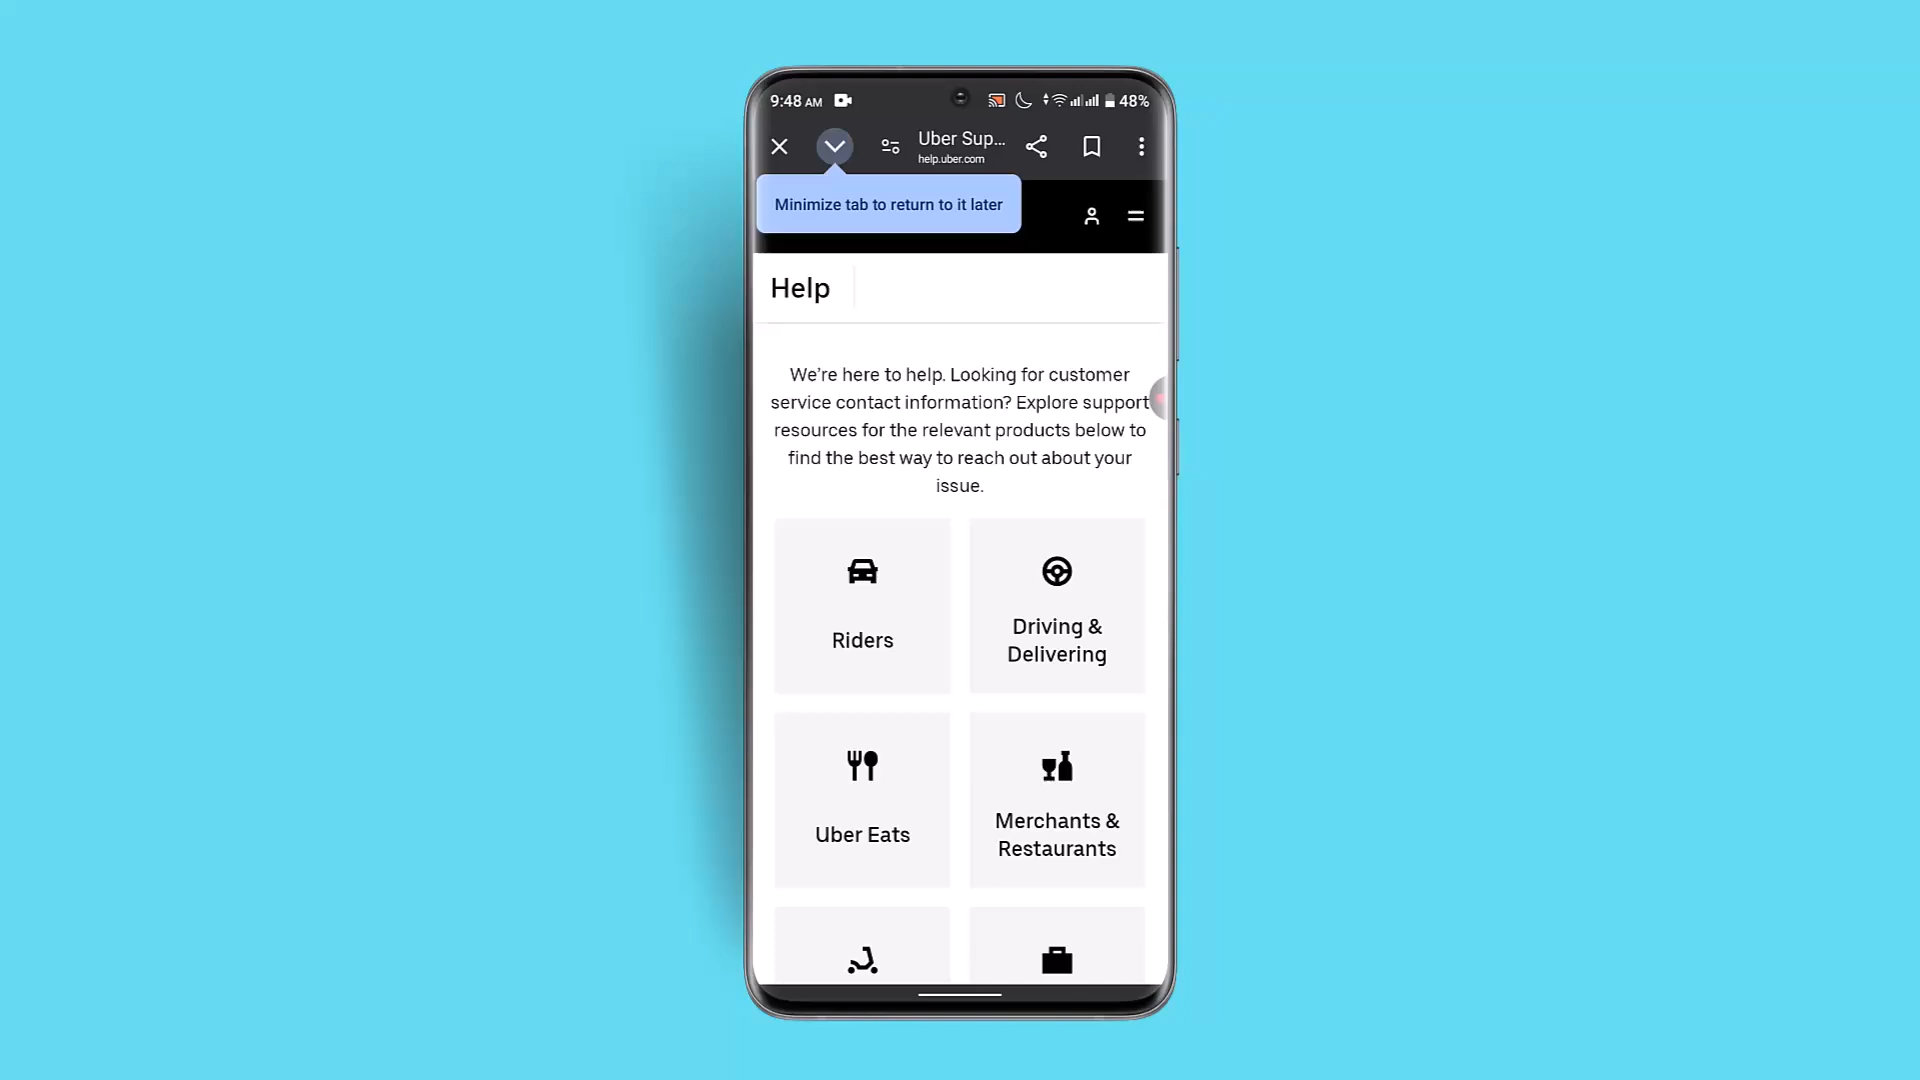 9:48 AM
48%
Uber Sup...
help.uber.com
Minimize tab to return to it later
Help
We’re here to help. Looking for customer
service contact information? Explore support
resources for the relevant products below to
find the best way to reach out about your
issue.
Riders
Driving &
Delivering
Uber Eats
Merchants &
Restaurants